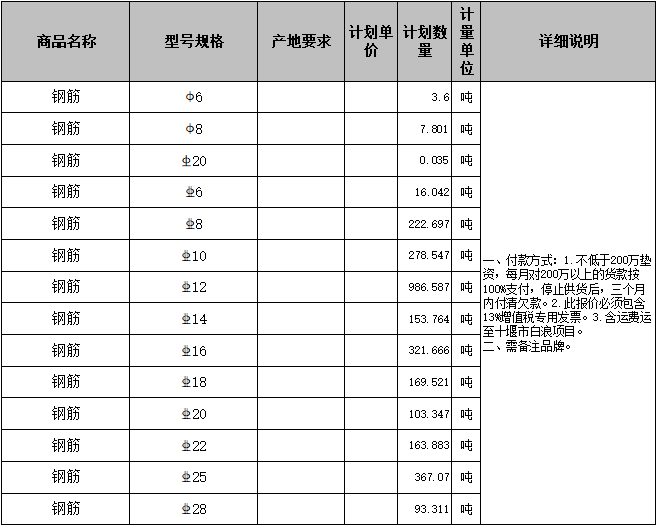 商品名称 型号规格 产地要求 计划单价 计划数量 计量单位 详细说明
钢筋 Φ6 3.6 吨
钢筋 Φ8 7.801 吨
钢筋 Φ20 0.035 吨
钢筋 Φ6 16.042 吨
钢筋 Φ8 222.697 吨
钢筋 Φ10 278.547 吨
钢筋 Φ12 986.587 吨
钢筋 Φ14 153.764 吨
钢筋 Φ16 321.666 吨
钢筋 Φ18 169.521 吨
钢筋 Φ20 103.347 吨
钢筋 Φ22 163.883 吨
钢筋 Φ25 367.07 吨
钢筋 Φ28 93.311 吨
一、付款方式：1.不低于200万垫
资，每月对200万以上的货款按
100%支付，停止供货后，三个月
内付清欠款。2.此报价必须包含
13%增值税专用发票。3.含运费运
至十堰市白浪项目。
二、需备注品牌。